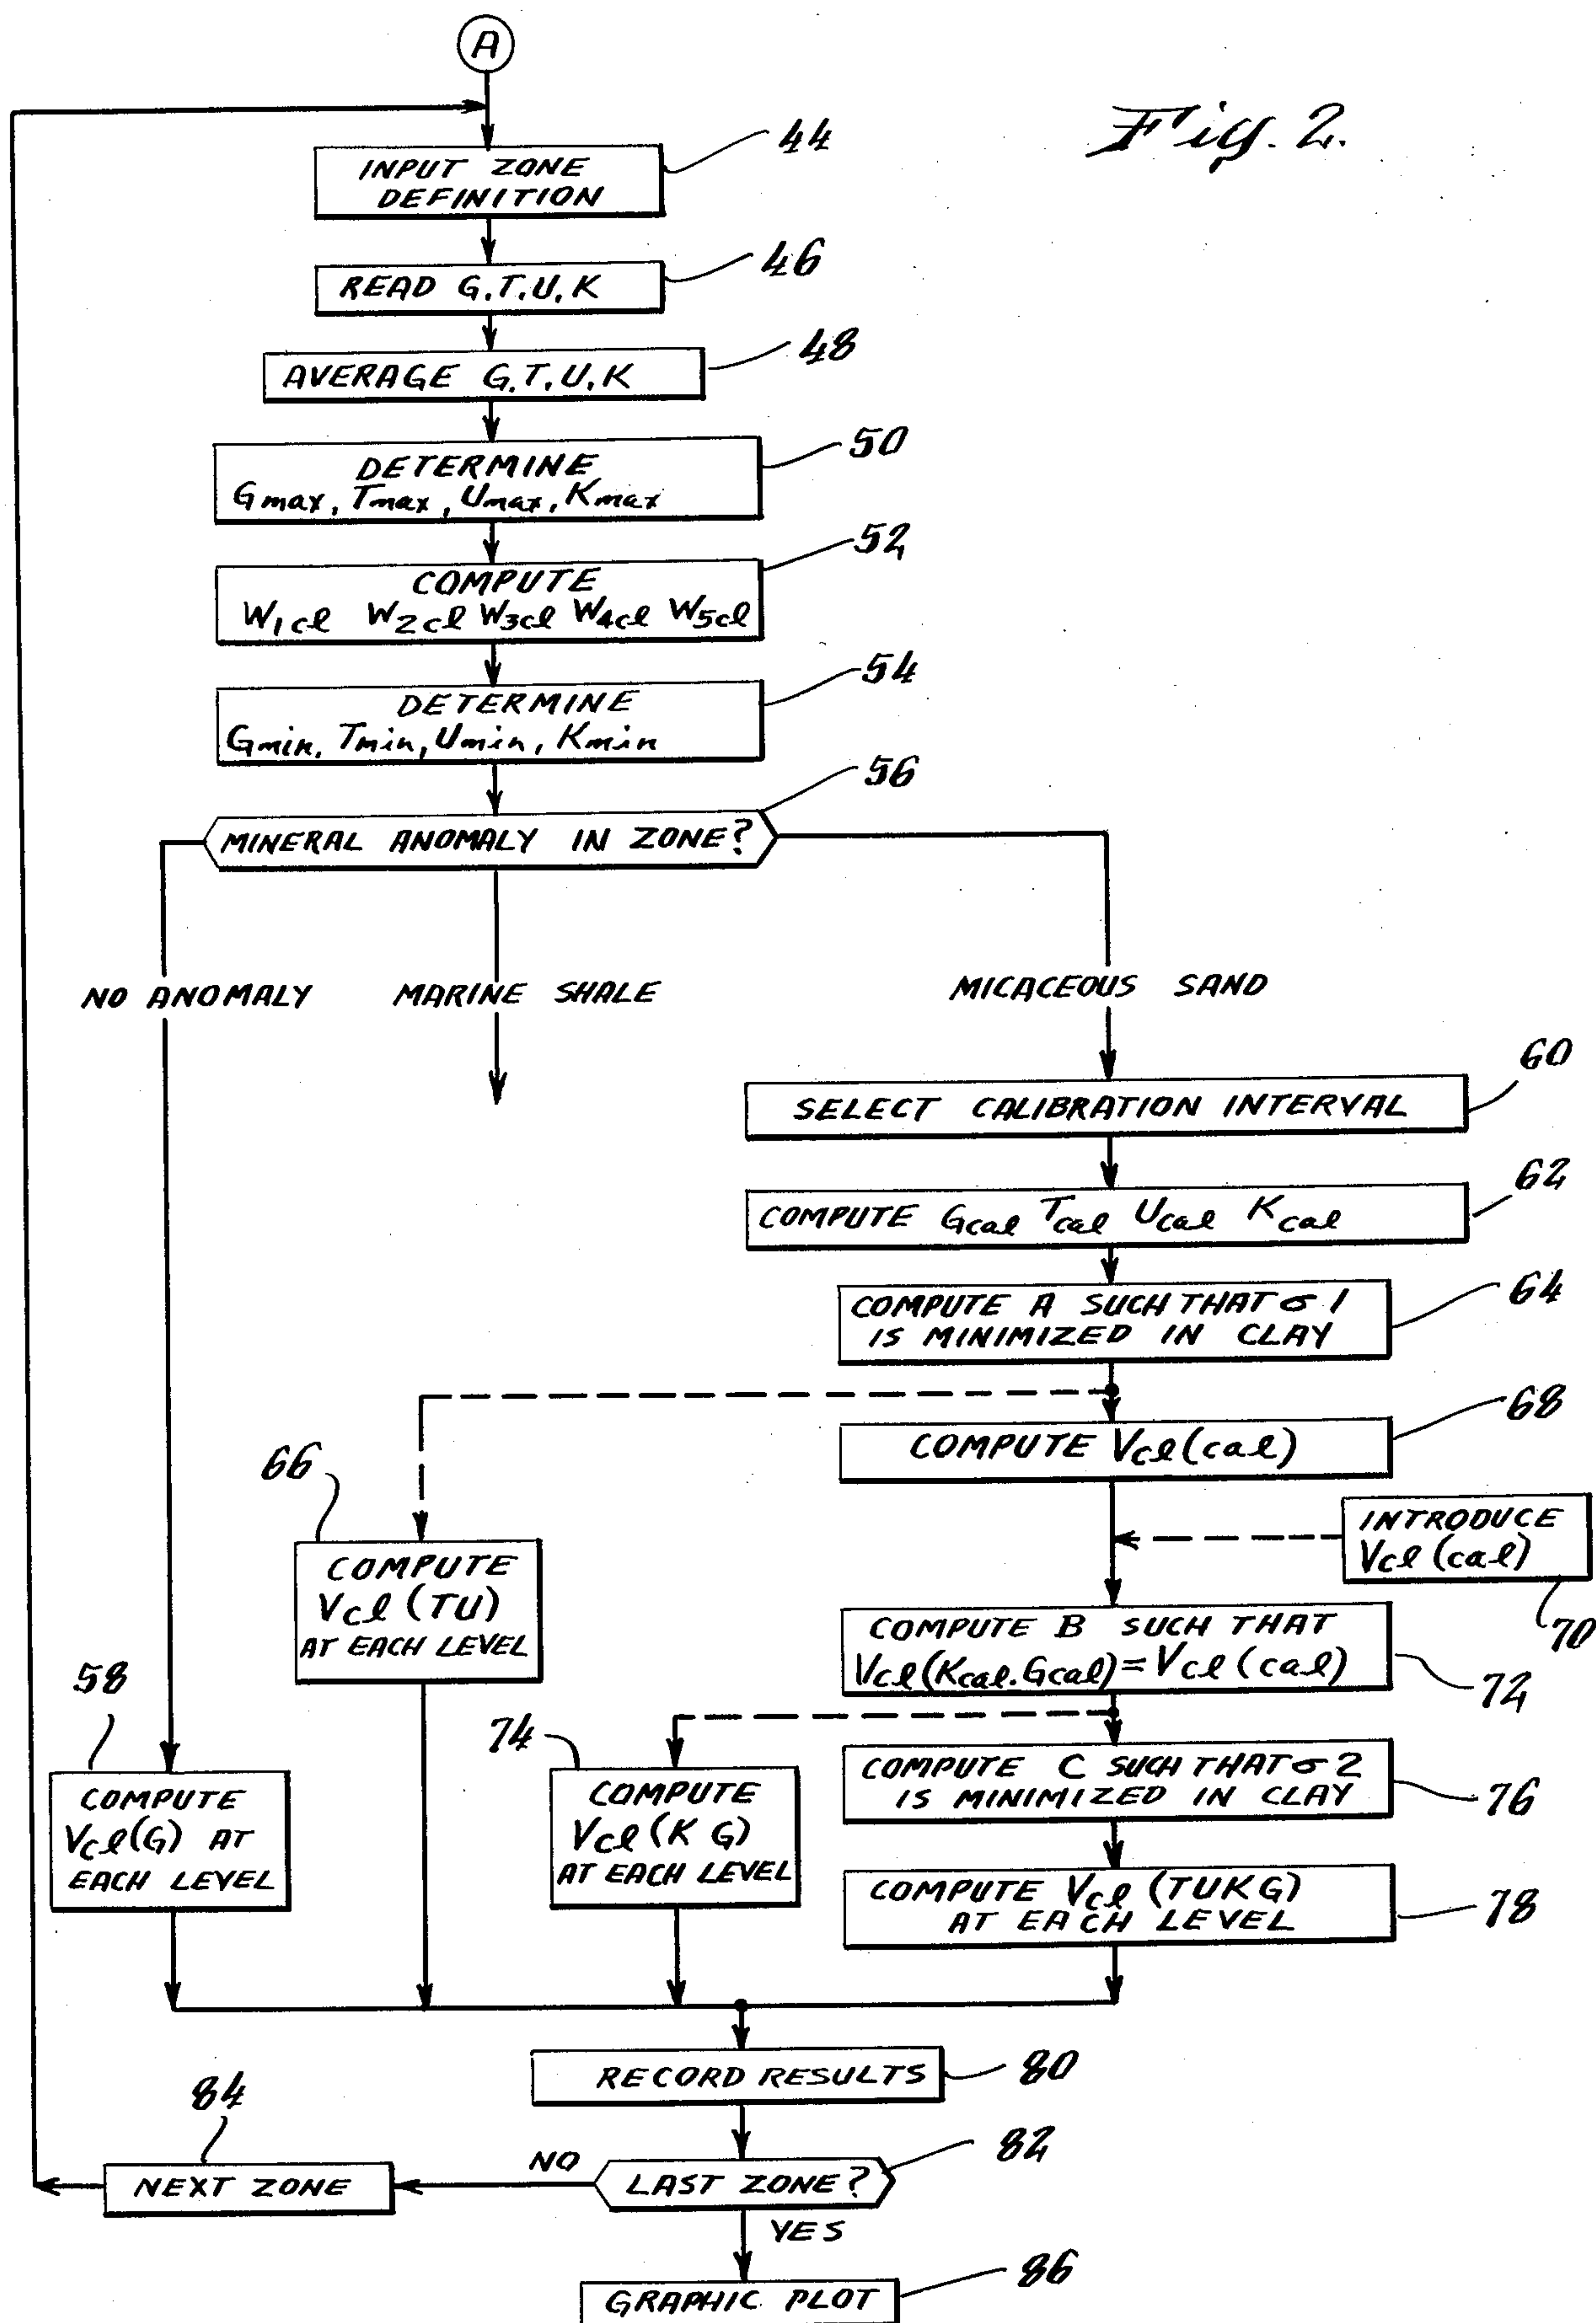 A
Fig. 2.
44
INPUT ZONE
DEFINITION
46
READ G.T.U.K
48
AVERAGE G.T.U.K
50
DETERMINE
Gmax, Tmax, Umax, Kmax
52
COMPUTE
W1cl W2cl W3cl W4cl W5cl
54
DETERMINE
Gmin, Tmin, Umin, Kmin
56
MINERAL ANOMALY IN ZONE?
NO ANOMALY
MARINE SHALE
MICACEOUS SAND
60
SELECT CALIBRATION INTERVAL
62
COMPUTE Gcal Tcal Ucal Kcal
64
COMPUTE A SUCH THAT σ1
IS MINIMIZED IN CLAY
68
COMPUTE Vcl(cal)
66
COMPUTE
Vcl(TU)
AT EACH LEVEL
INTRODUCE
Vcl(cal)
70
COMPUTE B SUCH THAT
Vcl(Kcal.Gcal)=Vcl(cal)
72
58
COMPUTE
Vcl(G) AT
EACH LEVEL
74
COMPUTE
Vcl(K G)
AT EACH LEVEL
COMPUTE C SUCH THAT σ2
IS MINIMIZED IN CLAY
76
COMPUTE Vcl(TUKG)
AT EACH LEVEL
78
RECORD RESULTS
80
84
NEXT ZONE
NO
82
LAST ZONE?
YES
86
GRAPHIC PLOT